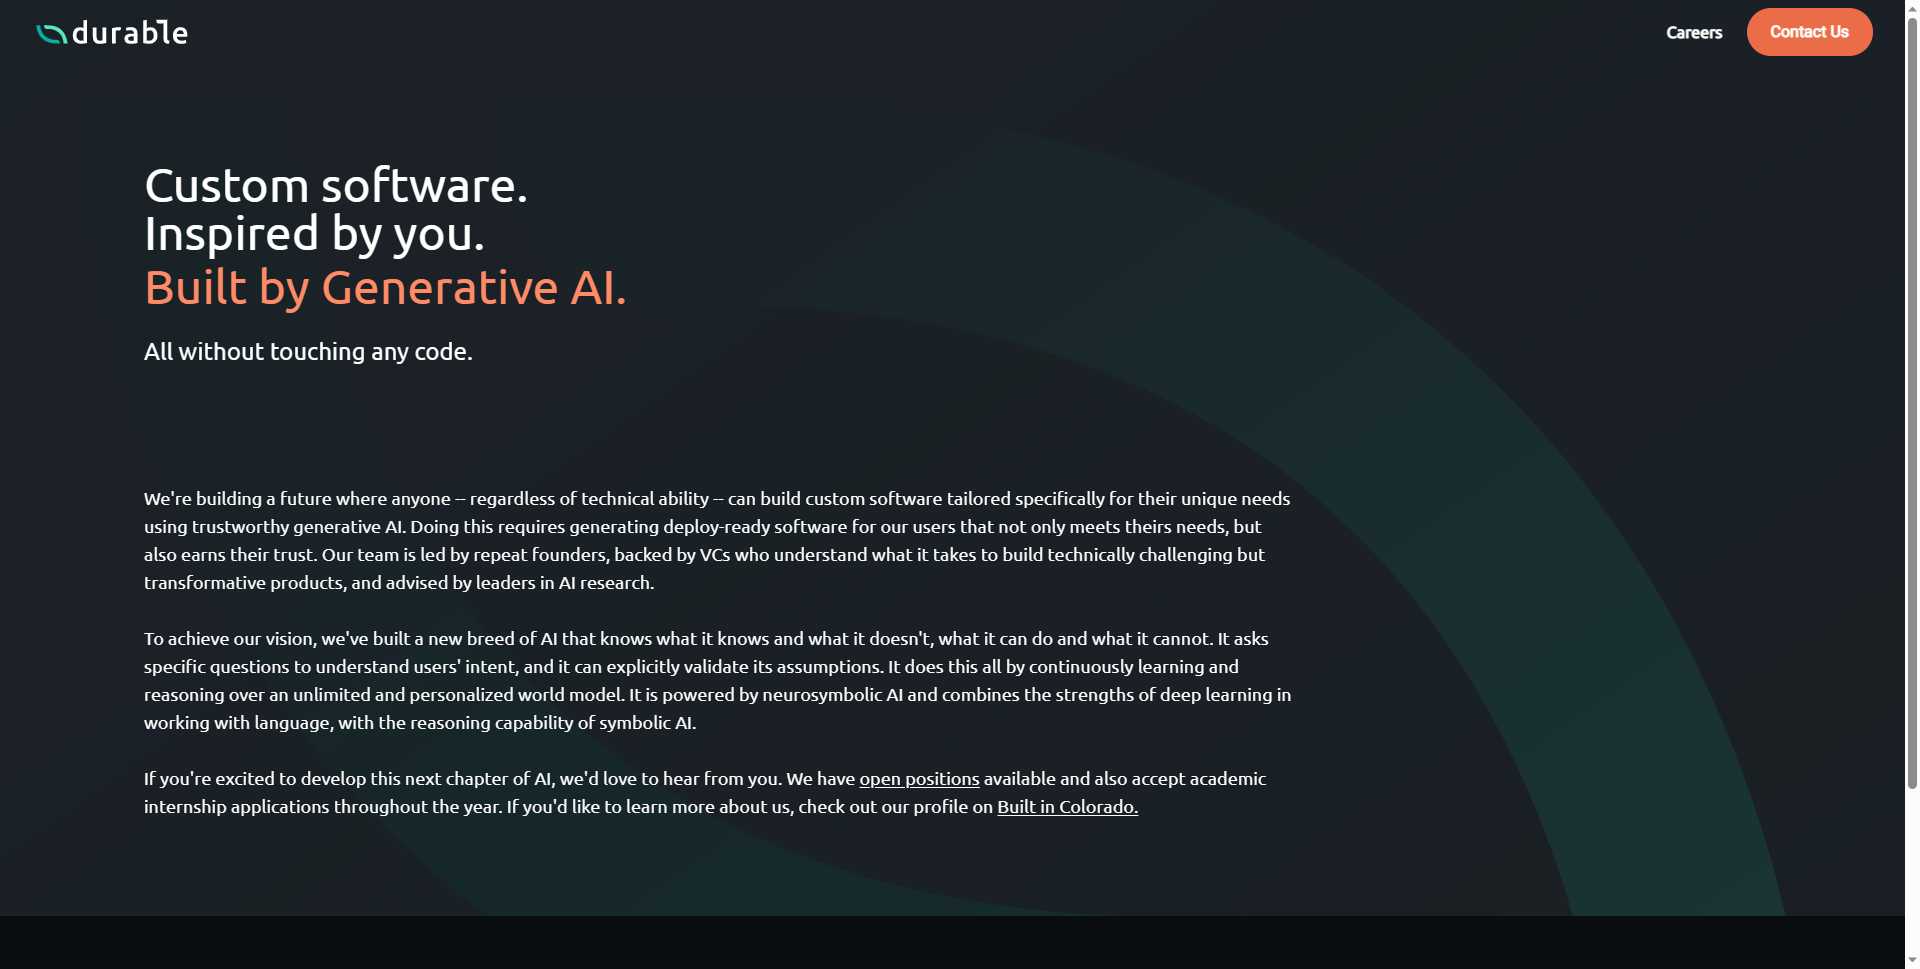 durable
Careers
Contact Us
Custom software.
Inspired by you.
Built by Generative AI.
All without touching any code.
We're building a future where anyone -- regardless of technical ability -- can build custom software tailored specifically for their unique needs
using trustworthy generative AI. Doing this requires generating deploy-ready software for our users that not only meets theirs needs, but
also earns their trust. Our team is led by repeat founders, backed by VCs who understand what it takes to build technically challenging but
transformative products, and advised by leaders in AI research.
To achieve our vision, we've built a new breed of AI that knows what it knows and what it doesn't, what it can do and what it cannot. It asks
specific questions to understand users' intent, and it can explicitly validate its assumptions. It does this all by continuously learning and
reasoning over an unlimited and personalized world model. It is powered by neurosymbolic AI and combines the strengths of deep learning in
working with language, with the reasoning capability of symbolic AI.
If you're excited to develop this next chapter of AI, we'd love to hear from you. We have open positions available and also accept academic
internship applications throughout the year. If you'd like to learn more about us, check out our profile on Built in Colorado.